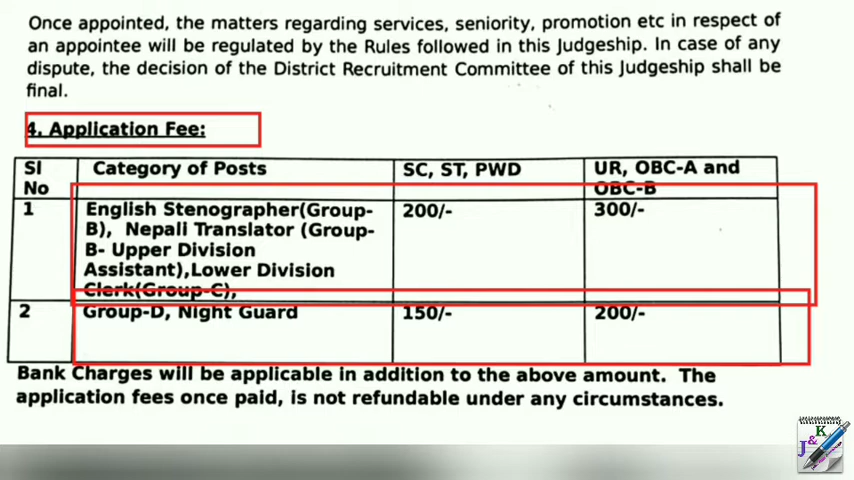 Once appointed, the matters regarding services, seniority, promotion etc in respect of
an appointee will be regulated by the Rules followed in this Judgeship. In case of any
dispute, the decision of the District Recruitment Committee of this Judgeship shall be
final.
4. Application Fee:
Sl No | Category of Posts | SC, ST, PWD | UR, OBC-A and OBC-B
1 | English Stenographer(Group-B), Nepali Translator (Group-B- Upper Division Assistant),Lower Division Clerk(Group-C), | 200/- | 300/-
2 | Group-D, Night Guard | 150/- | 200/-
Bank Charges will be applicable in addition to the above amount. The
application fees once paid, is not refundable under any circumstances.
J&K